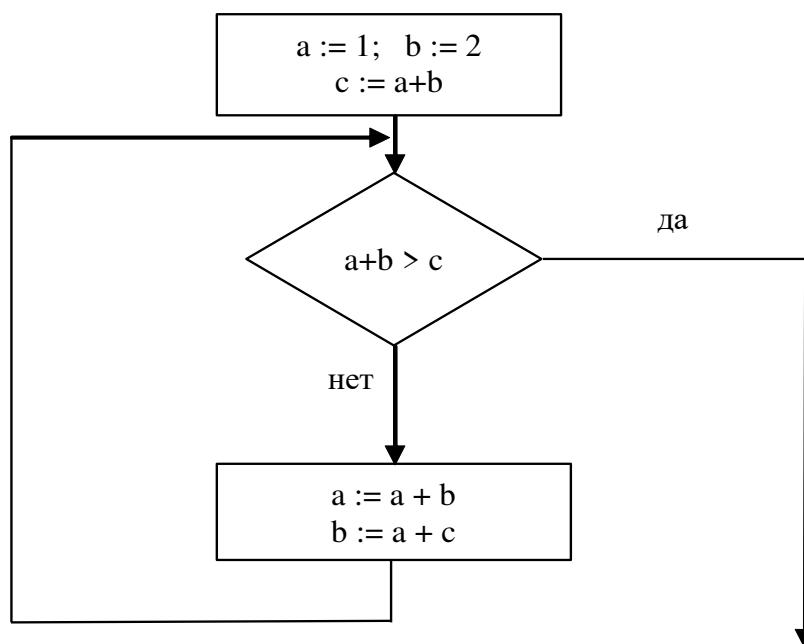 a := 1;   b := 2
c := a+b
a+b > c
да
нет
a := a + b
b := a + c